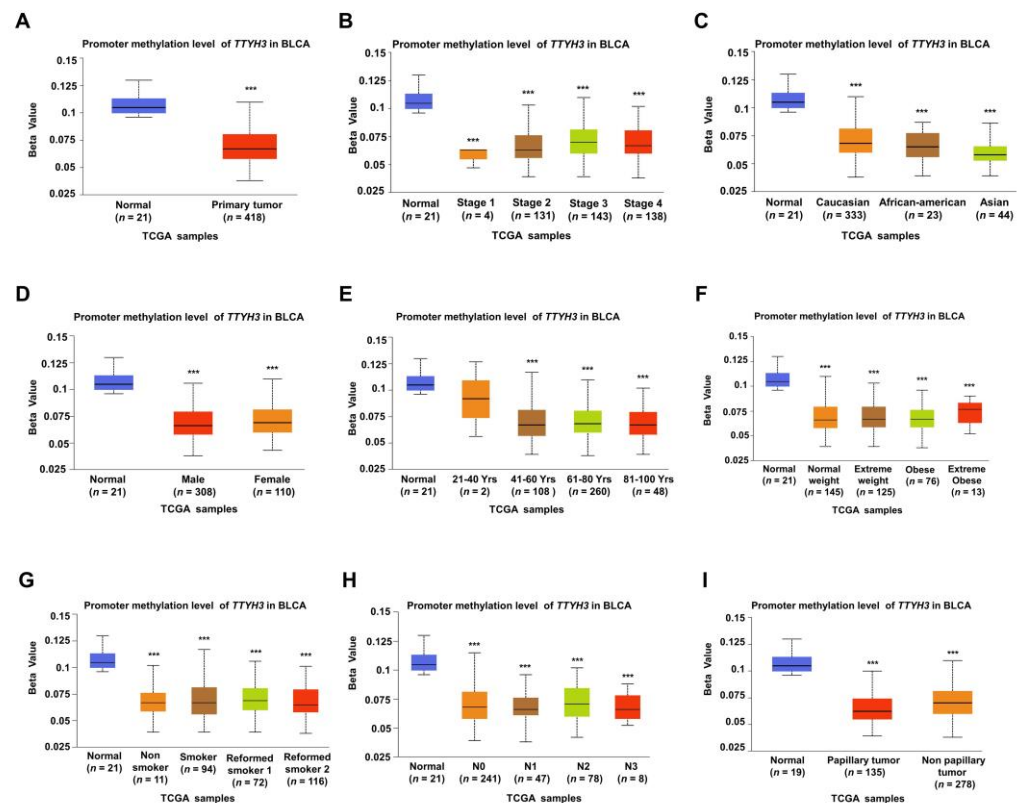 A
Promoter methylation level of TTYH3 in BLCA
Beta Value
0.15
0.125
0.1
0.075
0.05
0.025
***
Normal
(n = 21)
Primary tumor
(n = 418)
TCGA samples
B
Promoter methylation level of TTYH3 in BLCA
Beta Value
0.15
0.125
0.1
0.075
0.05
0.025
***
***
***
***
Normal
(n = 21)
Stage 1
(n = 4)
Stage 2
(n = 131)
Stage 3
(n = 143)
Stage 4
(n = 138)
TCGA samples
C
Promoter methylation level of TTYH3 in BLCA
Beta Value
0.15
0.125
0.1
0.075
0.05
0.025
***
***
***
Normal
(n = 21)
Caucasian
(n = 333)
African-american
(n = 23)
Asian
(n = 44)
TCGA samples
D
Promoter methylation level of TTYH3 in BLCA
Beta Value
0.15
0.125
0.1
0.075
0.05
0.025
***
***
Normal
(n = 21)
Male
(n = 308)
Female
(n = 110)
TCGA samples
E
Promoter methylation level of TTYH3 in BLCA
Beta Value
0.15
0.125
0.1
0.075
0.05
0.025
***
***
***
Normal
(n = 21)
21-40 Yrs
(n = 2)
41-60 Yrs
(n = 108 )
61-80 Yrs
(n = 260)
81-100 Yrs
(n = 48)
TCGA samples
F
Promoter methylation level of TTYH3 in BLCA
Beta Value
0.15
0.125
0.1
0.075
0.05
0.025
***
***
***
***
Normal
(n = 21)
Normal
weight
(n = 145)
Extreme
weight
(n = 125)
Obese
(n = 76)
Extreme
Obese
(n = 13)
TCGA samples
G
Promoter methylation level of TTYH3 in BLCA
Beta Value
0.15
0.125
0.1
0.075
0.05
0.025
***
***
***
***
Normal
(n = 21)
Non
smoker
(n = 11)
Smoker
(n = 94)
Reformed
smoker 1
(n = 72)
Reformed
smoker 2
(n = 116)
TCGA samples
H
Promoter methylation level of TTYH3 in BLCA
Beta Value
0.15
0.125
0.1
0.075
0.05
0.025
***
***
***
***
Normal
(n = 21)
N0
(n = 241)
N1
(n = 47)
N2
(n = 78)
N3
(n = 8)
TCGA samples
I
Promoter methylation level of TTYH3 in BLCA
Beta Value
0.15
0.125
0.1
0.075
0.05
0.025
***
***
Normal
(n = 19)
Papillary tumor
(n = 135)
Non papillary
tumor
(n = 278)
TCGA samples